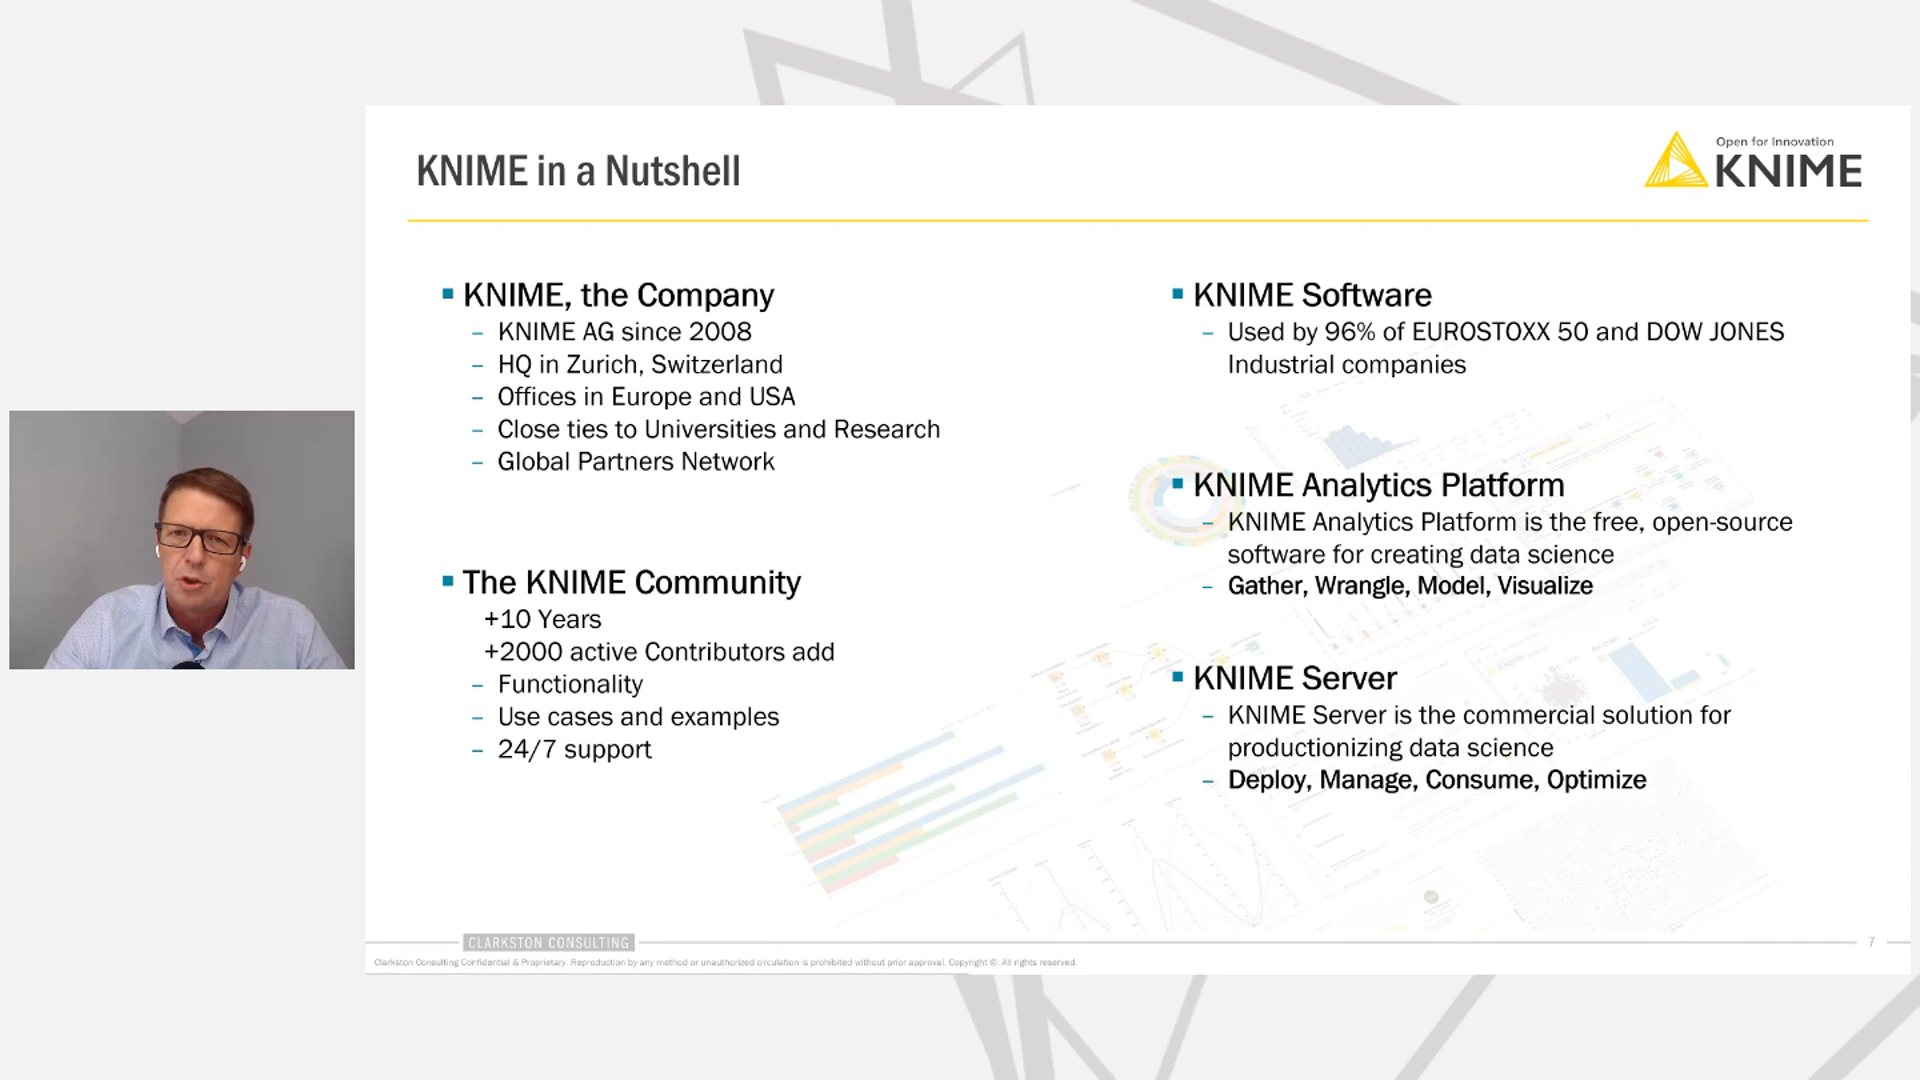 KNIME in a Nutshell
Open for Innovation
KNIME
▪ KNIME, the Company
– KNIME AG since 2008
– HQ in Zurich, Switzerland
– Offices in Europe and USA
– Close ties to Universities and Research
– Global Partners Network
▪ The KNIME Community
+10 Years
+2000 active Contributors add
– Functionality
– Use cases and examples
– 24/7 support
▪ KNIME Software
– Used by 96% of EUROSTOXX 50 and DOW JONES
Industrial companies
▪ KNIME Analytics Platform
– KNIME Analytics Platform is the free, open-source
software for creating data science
– Gather, Wrangle, Model, Visualize
▪ KNIME Server
– KNIME Server is the commercial solution for
productionizing data science
– Deploy, Manage, Consume, Optimize
CLARKSTON CONSULTING
7
Clarkston Consulting Confidential & Proprietary. Reproduction by any method or unauthorized circulation is prohibited without prior approval. Copyright ©. All rights reserved.